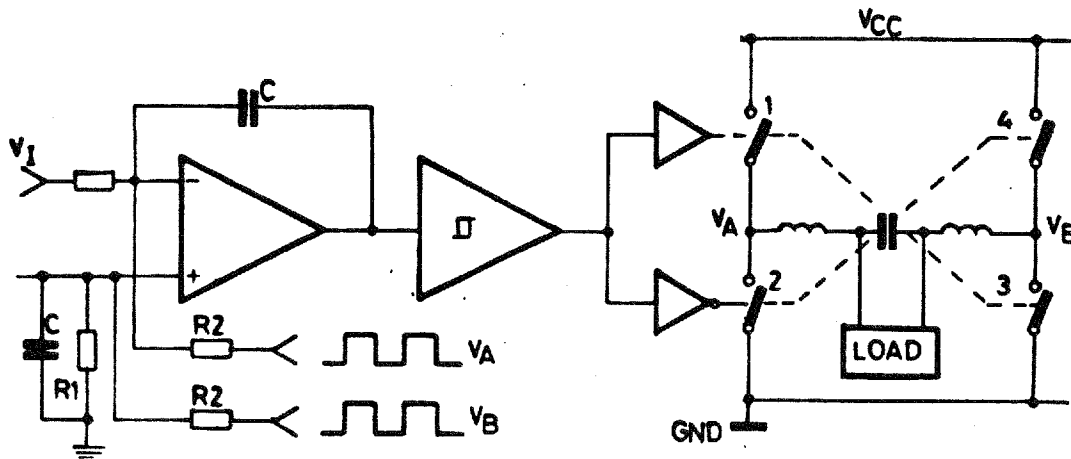 VCC
C
1
4
VI
−
VA
VB
+
2
3
C
R2
VA
LOAD
R1
R2
VB
GND